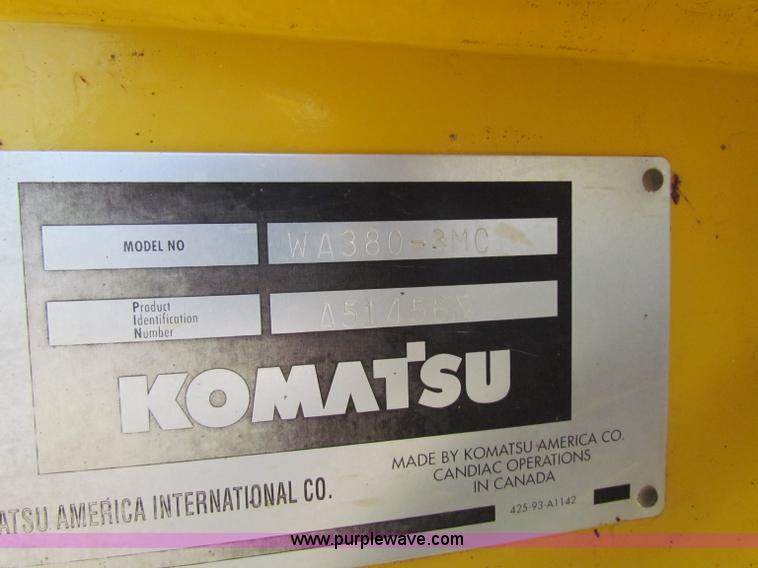 MODEL NO WA380-3MC
Product
Identification
Number
KOMATSU
MADE BY KOMATSU AMERICA CO.
CANDIAC OPERATIONS
IN CANADA
ATSU AMERICA INTERNATIONAL CO.
425-93-A1142
www.purplewave.com